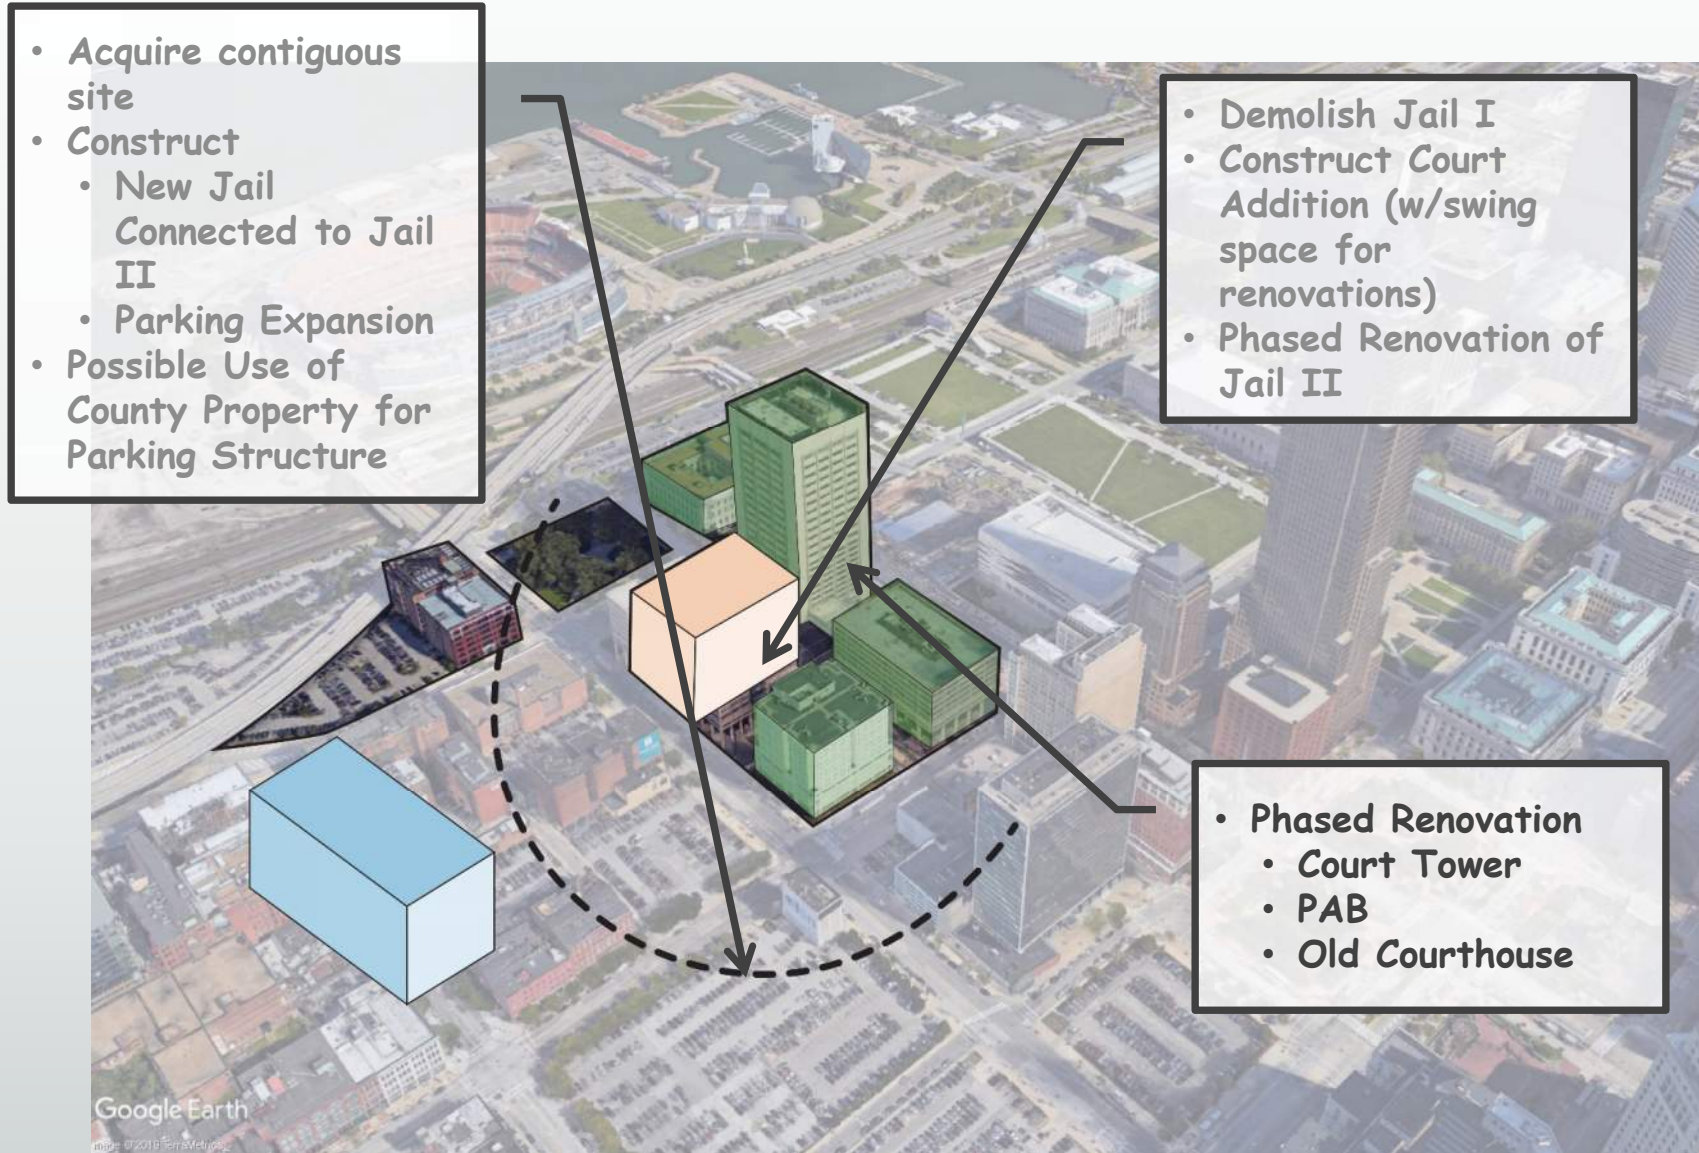 • Acquire contiguous
site
• Construct
• New Jail
Connected to Jail
II
• Parking Expansion
• Possible Use of
County Property for
Parking Structure
• Demolish Jail I
• Construct Court
Addition (w/swing
space for
renovations)
• Phased Renovation of
Jail II
• Phased Renovation
• Court Tower
• PAB
• Old Courthouse
Google Earth